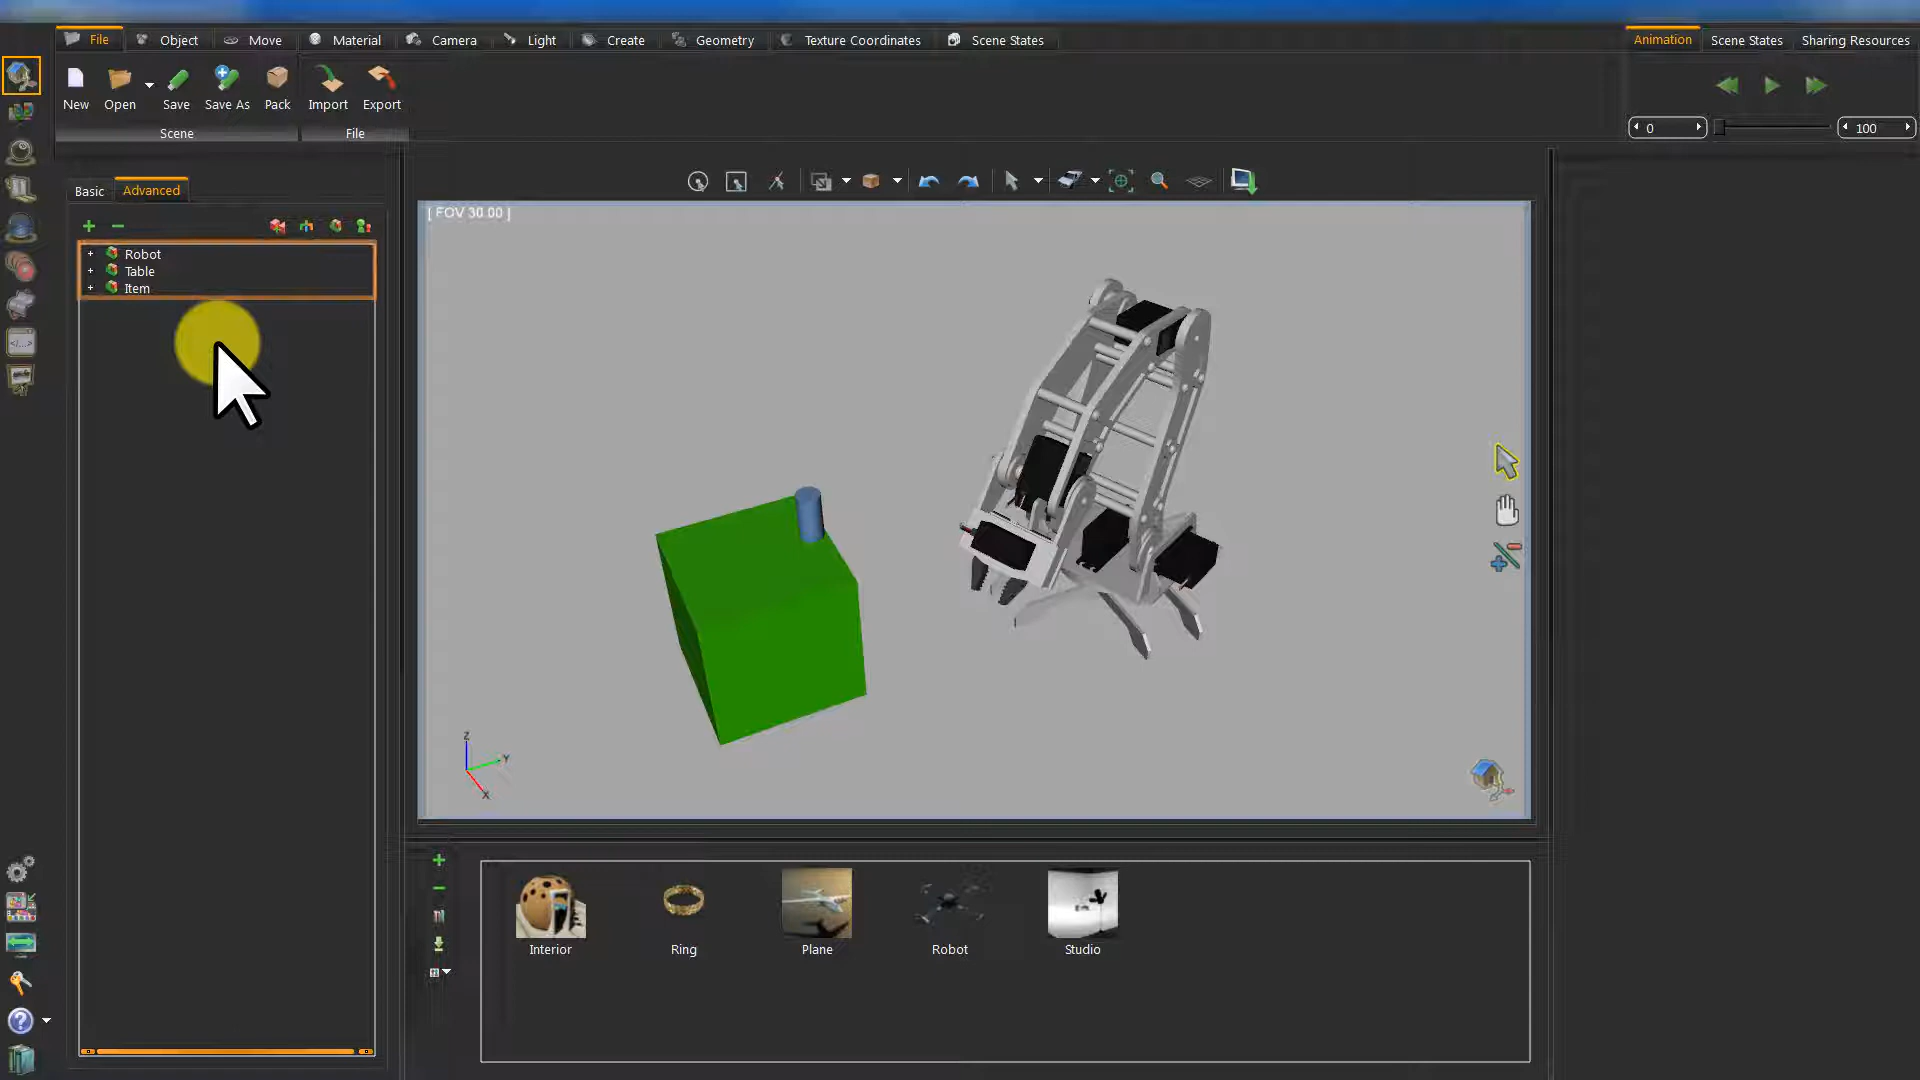 File Object Move Material Camera Light Create Geometry Texture Coordinates Scene States
Animation Scene States Sharing Resources
New Open Save Save As Pack Import Export
Scene File
0 100
Basic Advanced
[ FOV 30.00 ]
Robot
Table
Item
Z
Y
X
Interior Ring Plane Robot Studio